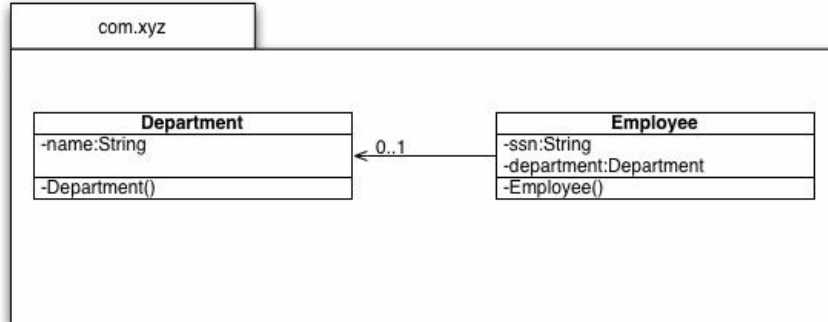 com.xyz
Department
-name:String
-Department()
0..1
Employee
-ssn:String
-department:Department
-Employee()